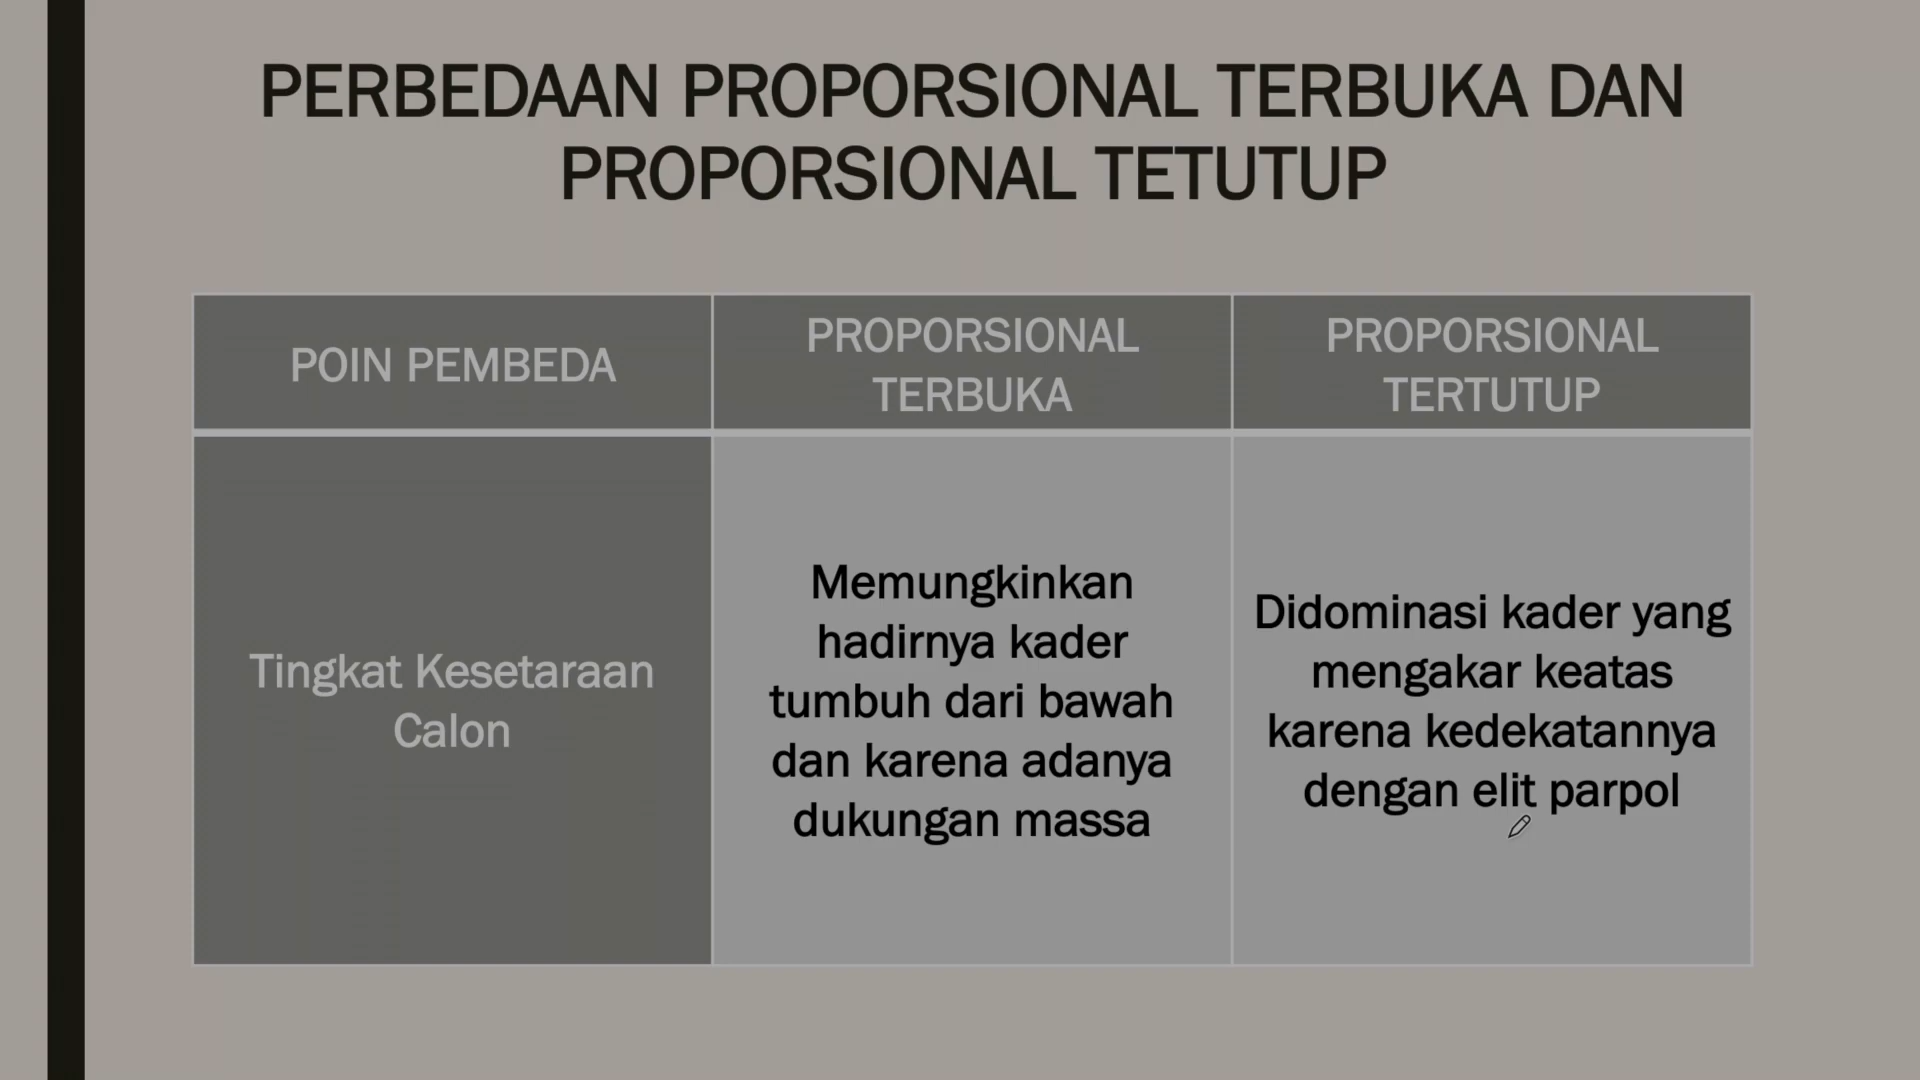 PERBEDAAN PROPORSIONAL TERBUKA DAN
PROPORSIONAL TETUTUP
POIN PEMBEDA
PROPORSIONAL
TERBUKA
PROPORSIONAL
TERTUTUP
Tingkat Kesetaraan
Calon
Memungkinkan
hadirnya kader
tumbuh dari bawah
dan karena adanya
dukungan massa
Didominasi kader yang
mengakar keatas
karena kedekatannya
dengan elit parpol